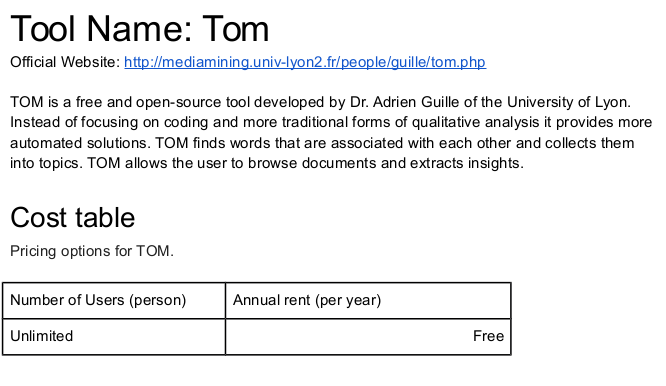 Tool Name: Tom
Official Website: http://mediamining.univ-lyon2.fr/people/guille/tom.php
TOM is a free and open-source tool developed by Dr. Adrien Guille of the University of Lyon.
Instead of focusing on coding and more traditional forms of qualitative analysis it provides more
automated solutions. TOM finds words that are associated with each other and collects them
into topics. TOM allows the user to browse documents and extracts insights.
Cost table
Pricing options for TOM.
Number of Users (person) Annual rent (per year)
Unlimited Free